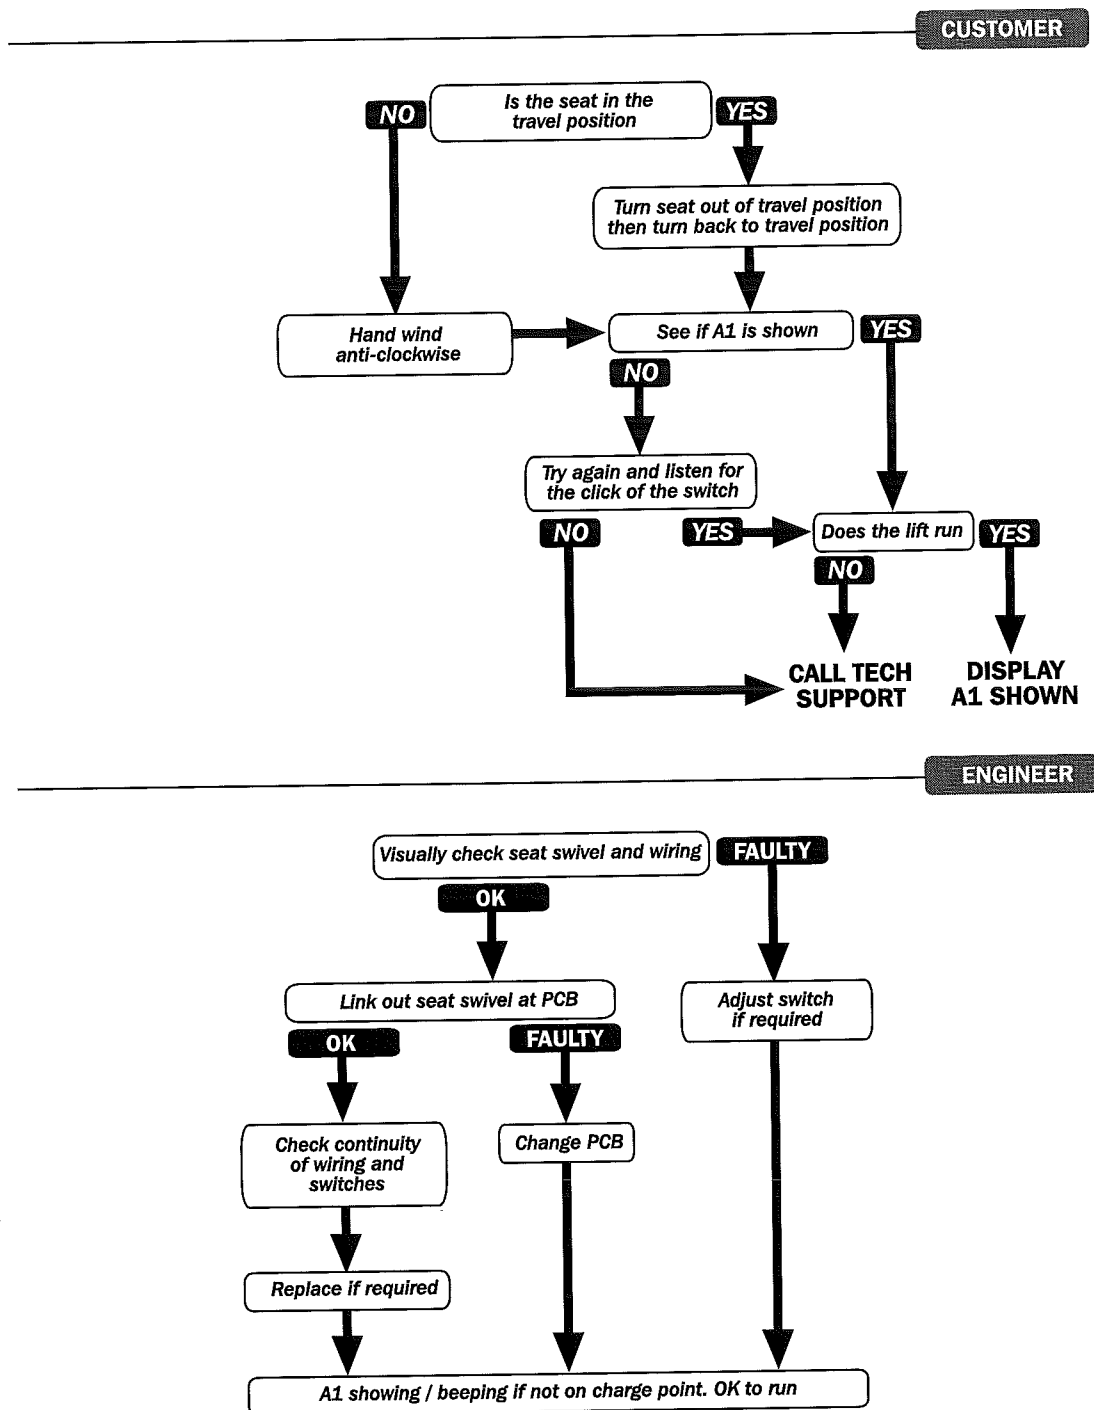 CUSTOMER
NO
Is the seat in the
travel position
YES
Turn seat out of travel position
then turn back to travel position
Hand wind
anti-clockwise
See if A1 is shown
YES
NO
Try again and listen for
the click of the switch
NO
YES
Does the lift run
YES
NO
CALL TECH
SUPPORT
DISPLAY
A1 SHOWN
ENGINEER
Visually check seat swivel and wiring
FAULTY
OK
Link out seat swivel at PCB
Adjust switch
if required
OK
FAULTY
Check continuity
of wiring and
switches
Change PCB
Replace if required
A1 showing / beeping if not on charge point. OK to run